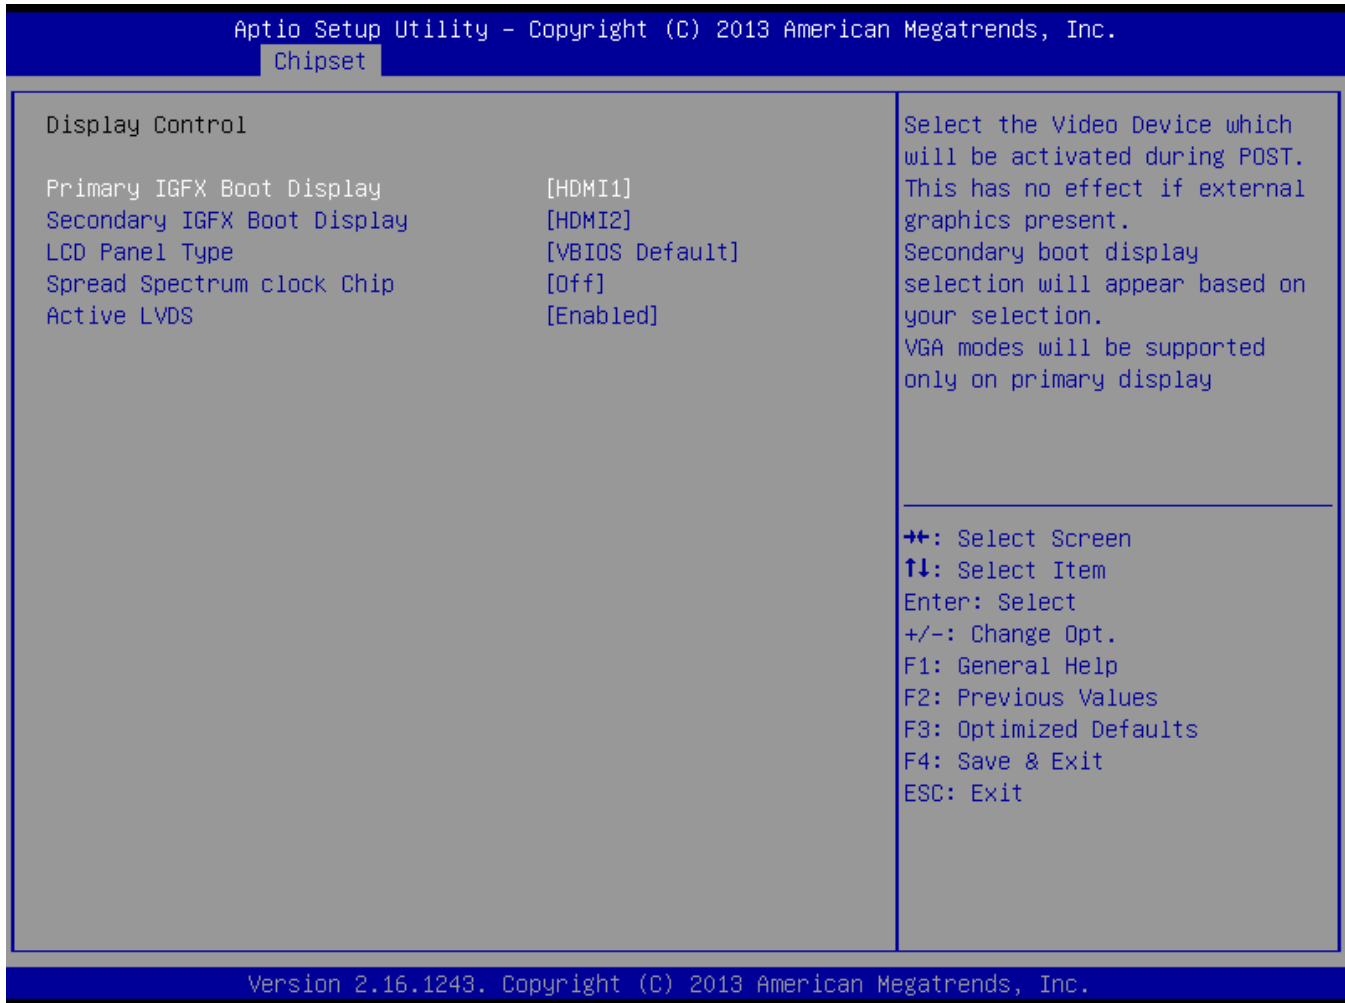 Aptio Setup Utility – Copyright (C) 2013 American Megatrends, Inc.
Chipset
Display Control
Primary IGFX Boot Display [HDMI1]
Secondary IGFX Boot Display [HDMI2]
LCD Panel Type [VBIOS Default]
Spread Spectrum clock Chip [Off]
Active LVDS [Enabled]
Select the Video Device which
will be activated during POST.
This has no effect if external
graphics present.
Secondary boot display
selection will appear based on
your selection.
VGA modes will be supported
only on primary display
→←: Select Screen
↑↓: Select Item
Enter: Select
+/-: Change Opt.
F1: General Help
F2: Previous Values
F3: Optimized Defaults
F4: Save & Exit
ESC: Exit
Version 2.16.1243. Copyright (C) 2013 American Megatrends, Inc.